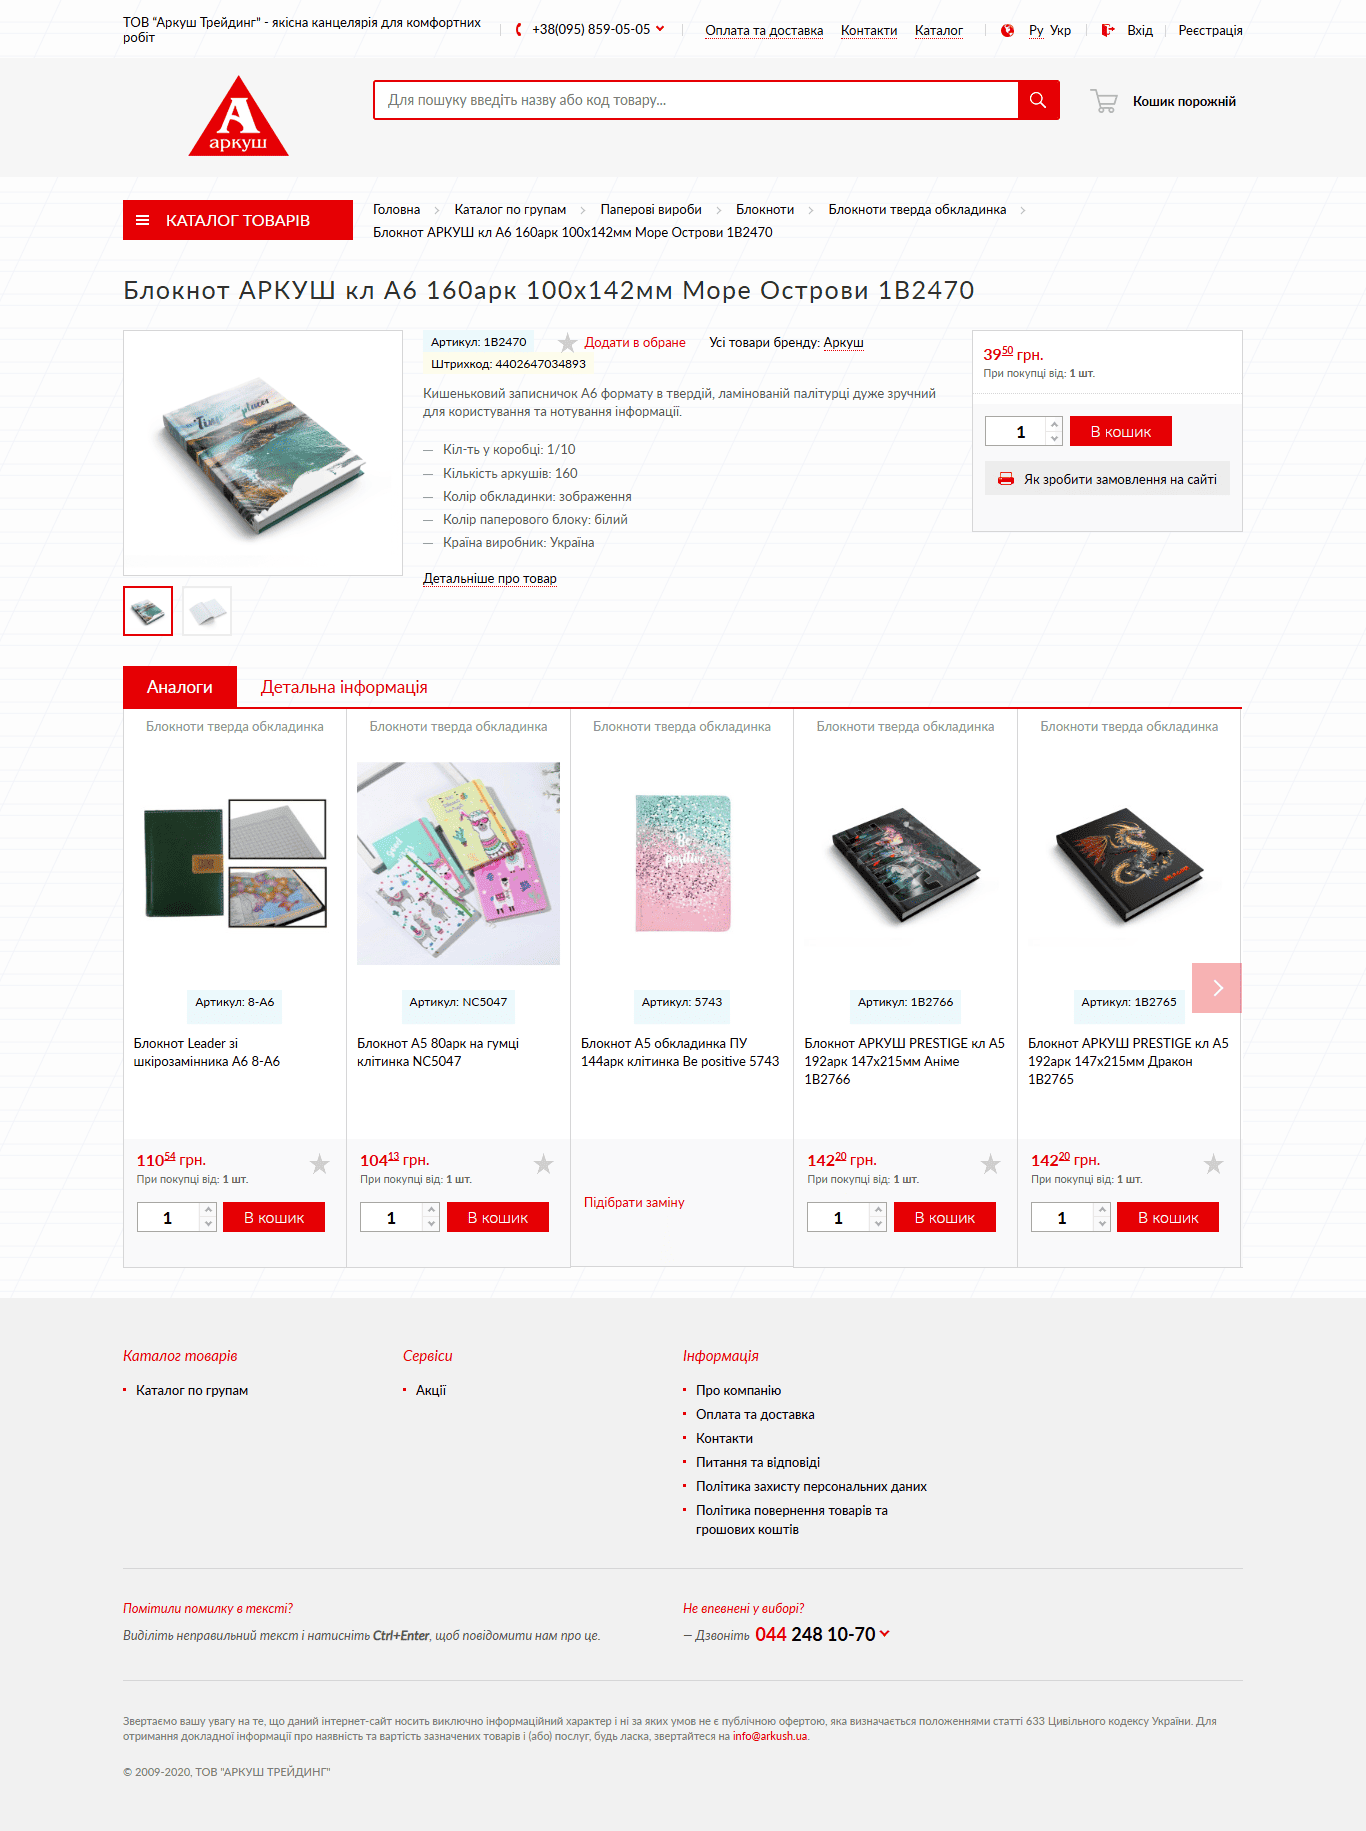 ТОВ "Аркуш Трейдинг" - якісна канцелярія для комфортних
робіт
+38(095) 859-05-05
Оплата та доставка
Контакти
Каталог
Ру Укр
Вхід
Реєстрація
А
аркуш
Для пошуку введіть назву або код товару...
Кошик порожній
КАТАЛОГ ТОВАРІВ
Головна
Каталог по групам
Паперові вироби
Блокноти
Блокноти тверда обкладинка
Блокнот АРКУШ кл А6 160арк 100х142мм Море Острови 1В2470
Блокнот АРКУШ кл А6 160арк 100х142мм Море Острови 1В2470
Артикул: 1В2470
Додати в обране
Усі товари бренду: Аркуш
Штрихкод: 4402647034893
Кишеньковий записничок А6 формату в твердій, ламінованій палітурці дуже зручний
для користування та нотування інформації.
— Кіл-ть у коробці: 1/10
— Кількість аркушів: 160
— Колір обкладинки: зображення
— Колір паперового блоку: білий
— Країна виробник: Україна
Детальніше про товар
39 50 грн.
При покупці від: 1 шт.
1
В кошик
Як зробити замовлення на сайті
Аналоги
Детальна інформація
Блокноти тверда обкладинка
Блокноти тверда обкладинка
Блокноти тверда обкладинка
Блокноти тверда обкладинка
Блокноти тверда обкладинка
Be
positive
Артикул: 8-А6
Артикул: NC5047
Артикул: 5743
Артикул: 1В2766
Артикул: 1В2765
Блокнот Leader зі
шкірозамінника А6 8-А6
Блокнот А5 80арк на гумці
клітинка NC5047
Блокнот А5 обкладинка ПУ
144арк клітинка Be positive 5743
Блокнот АРКУШ PRESTIGE кл А5
192арк 147х215мм Аніме
1В2766
Блокнот АРКУШ PRESTIGE кл А5
192арк 147х215мм Дракон
1В2765
110 54 грн.
При покупці від: 1 шт.
1
В кошик
104 13 грн.
При покупці від: 1 шт.
1
В кошик
Підібрати заміну
142 20 грн.
При покупці від: 1 шт.
1
В кошик
142 20 грн.
При покупці від: 1 шт.
1
В кошик
Каталог товарів
Каталог по групам
Сервіси
Акції
Інформація
Про компанію
Оплата та доставка
Контакти
Питання та відповіді
Політика захисту персональних даних
Політика повернення товарів та
грошових коштів
Помітили помилку в тексті?
Виділіть неправильний текст і натисніть Ctrl+Enter, щоб повідомити нам про це.
Не впевнені у виборі?
— Дзвоніть 044 248 10-70
Звертаємо вашу увагу на те, що даний інтернет-сайт носить виключно інформаційний характер і ні за яких умов не є публічною офертою, яка визначається положеннями статті 633 Цивільного кодексу України. Для
отримання докладної інформації про наявність та вартість зазначених товарів і (або) послуг, будь ласка, звертайтеся на info@arkush.ua.
© 2009-2020, ТОВ "АРКУШ ТРЕЙДИНГ"